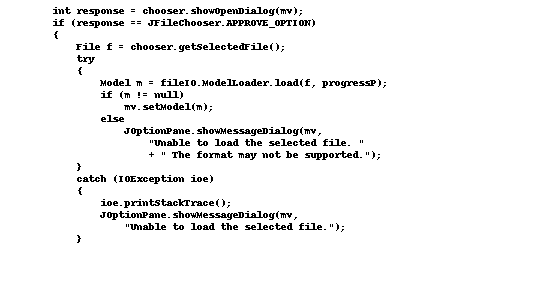 int response = chooser.showOpenDialog(mv);
if (response == JFileChooser.APPROVE_OPTION)
{
    File f = chooser.getSelectedFile();
    try
    {
        Model m = fileIO.ModelLoader.load(f, progressP);
        if (m != null)
            mv.setModel(m);
        else
            JOptionPane.showMessageDialog(mv,
                "Unable to load the selected file. "
                + " The format may not be supported.");
    }
    catch (IOException ioe)
    {
        ioe.printStackTrace();
        JOptionPane.showMessageDialog(mv,
            "Unable to load the selected file.");
    }